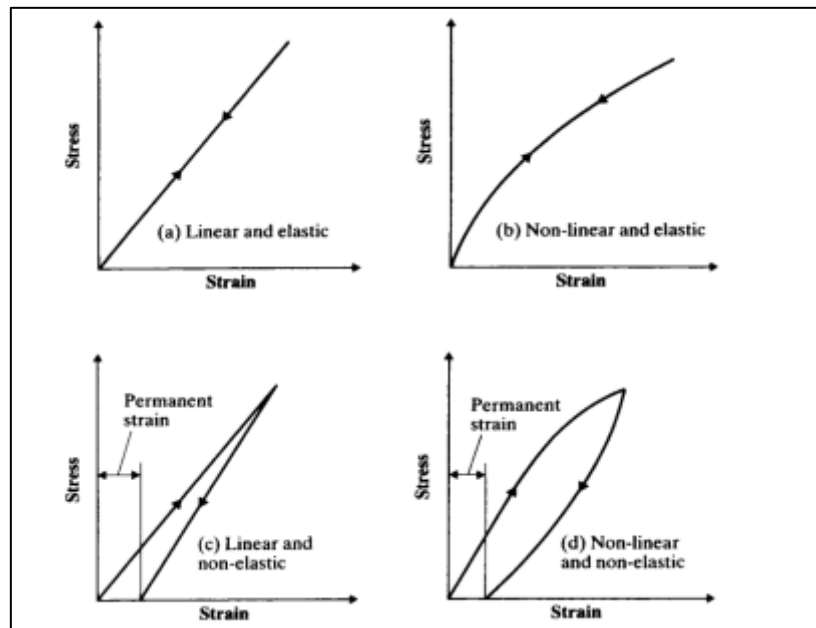 Stress
(a) Linear and elastic
Strain
Stress
(b) Non-linear and elastic
Strain
Permanent
strain
Stress
(c) Linear and
non-elastic
Strain
Permanent
strain
Stress
(d) Non-linear
and non-elastic
Strain